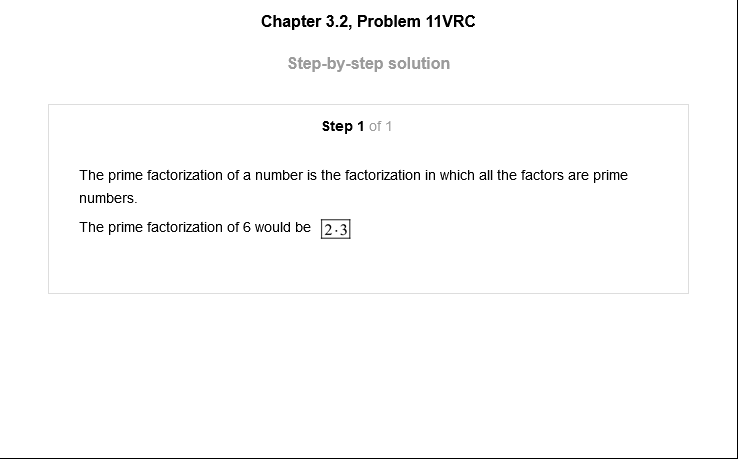 Chapter 3.2, Problem 11VRC
Step-by-step solution
Step 1 of 1
The prime factorization of a number is the factorization in which all the factors are prime
numbers.
The prime factorization of 6 would be 2·3